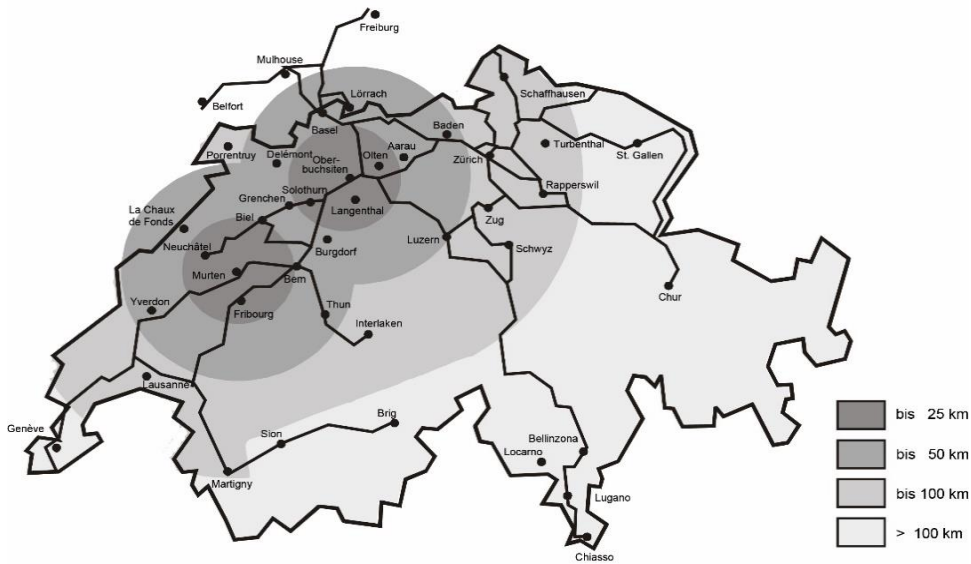 Freiburg
Mulhouse
Belfort
Lörrach
Basel
Schaffhausen
Baden
Porrentruy
Delémont
Ober-
buchsiten
Olten
Aarau
Zürich
Turbenthal
St. Gallen
Grenchen
Solothurn
Langenthal
Rapperswil
La Chaux
de Fonds
Biel
Zug
Neuchâtel
Burgdorf
Luzern
Schwyz
Murten
Bern
Chur
Yverdon
Fribourg
Thun
Interlaken
Lausanne
Genève
Sion
Brig
Martigny
Bellinzona
Locarno
Lugano
Chiasso
bis 25 km
bis 50 km
bis 100 km
> 100 km